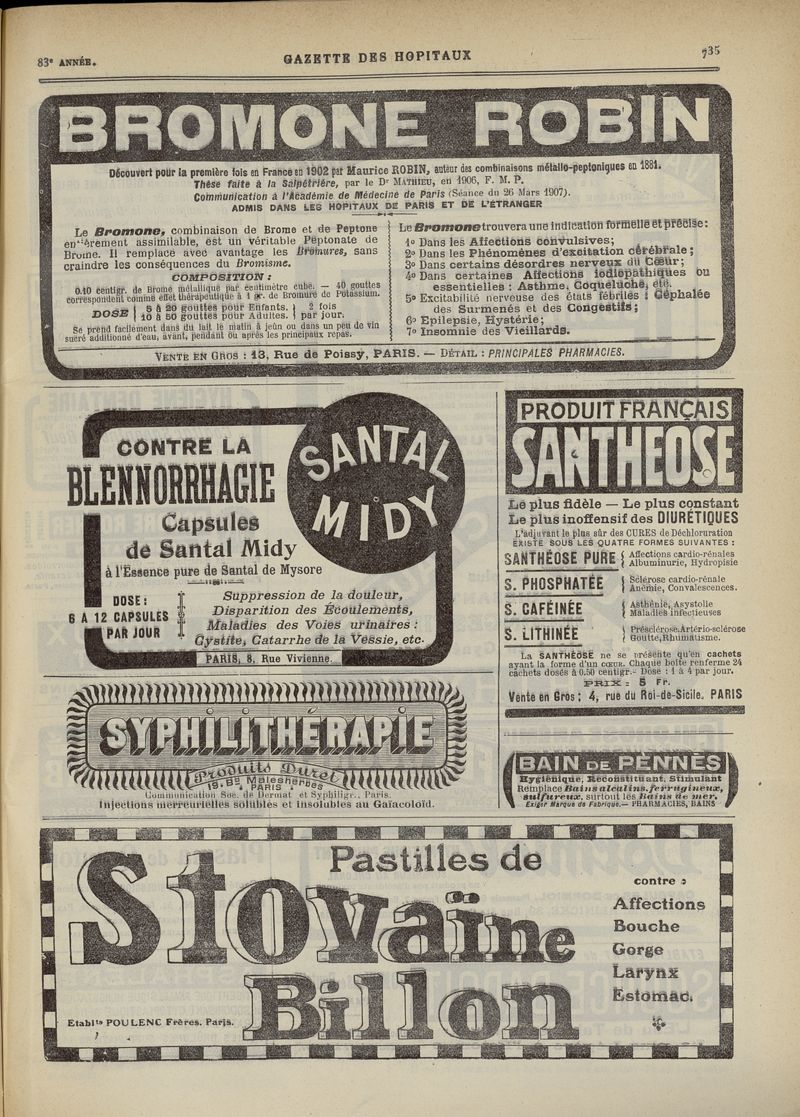 83e ANNÉE.
GAZETTE DES HOPITAUX
735
BROMONE ROBIN
Découvert pour la première fois en France en 1902 par Maurice ROBIN, auteur des combinaisons métallo-peptoniques en 1881.
Thèse faite à la Salpêtrière, par le Dr MATHIEU, en 1906, F. M. P.
Communication à l'Académie de Médecine de Paris (Séance du 26 Mars 1907).
ADMIS DANS LES HOPITAUX DE PARIS ET DE L'ÉTRANGER
Le Bromone, combinaison de Brome et de Peptone
entièrement assimilable, est un véritable Peptonate de
Brome. Il remplace avec avantage les Bromures, sans
craindre les conséquences du Bromisme.
COMPOSITION :
0.40 centigr. de Brome métallique par centimètre cube. — 40 gouttes
correspondent comme effet thérapeutique à 1 gr. de Bromure de Potassium.
DOSE { 5 à 20 gouttes pour Enfants. } 2 fois
10 à 50 gouttes pour Adultes. } par jour.
Se prend facilement dans du lait le matin à jeûn ou dans un peu de vin
sucré additionné d'eau, avant, pendant ou après les principaux repas.
Le Bromone trouvera une indication formelle et précise :
1o Dans les Affections convulsives;
2o Dans les Phénomènes d'excitation cérébrale;
3o Dans certains désordres nerveux du Cœur;
4o Dans certaines Affections idiopathiques ou
essentielles : Asthme, Coqueluche, etc.
5o Excitabilité nerveuse des états fébriles : Céphalée
des Surmenés et des Congestifs;
6o Epilepsie, Hystérie;
7o Insomnie des Vieillards.
VENTE EN GROS : 13, Rue de Poissy, PARIS. — DÉTAIL : PRINCIPALES PHARMACIES.
CONTRE LA
BLENNORRHAGIE
Capsules
de Santal Midy
à l'Essence pure de Santal de Mysore
SANTAL
MIDY
DOSE :
6 A 12 CAPSULES
PAR JOUR
Suppression de la douleur,
Disparition des Écoulements,
Maladies des Voies urinaires :
Cystite, Catarrhe de la Vessie, etc.
PARIS, 8, Rue Vivienne.
PRODUIT FRANÇAIS
SANTHEOSE
Le plus fidèle — Le plus constant
Le plus inoffensif des DIURÉTIQUES
L'adjuvant le plus sûr des CURES de Déchloruration
EXISTE SOUS LES QUATRE FORMES SUIVANTES :
SANTHÉOSE PURE { Affections cardio-rénales
Albuminurie, Hydropisie
S. PHOSPHATÉE { Sclérose cardio-rénale
Anémie, Convalescences.
S. CAFÉINÉE { Asthénie, Asystolie
Maladies infectieuses
S. LITHINÉE } Présclérose, Artério-sclérose
Goutte, Rhumatisme.
La SANTHÉOSE ne se présente qu'en cachets
ayant la forme d'un cœur. Chaque boîte renferme 24
cachets dosés à 0.50 centigr. - Dose : 1 à 4 par jour.
PRIX : 5 Fr.
Vente en Gros : 4, rue du Roi-de-Sicile, PARIS
SYPHILITHÉRAPIE
Produits Duret
19, Bd Malesherbes
PARIS
Communication Soc. de Dermat et Syphiligr., Paris.
Injections mercurielles solubles et insolubles au Gaïacoloïd.
BAIN DE PENNÈS
Hygiénique, Reconstituant, Stimulant
Remplace Bains alcalins, ferrugineux,
sulfureux, surtout les Bains de mer.
Exiger Marque de Fabrique. — PHARMACIES, BAINS
Pastilles de
Stovaïne
Billon
contre :
Affections
Bouche
Gorge
Larynx
Estomac.
Etablts POULENC Frères. Paris.